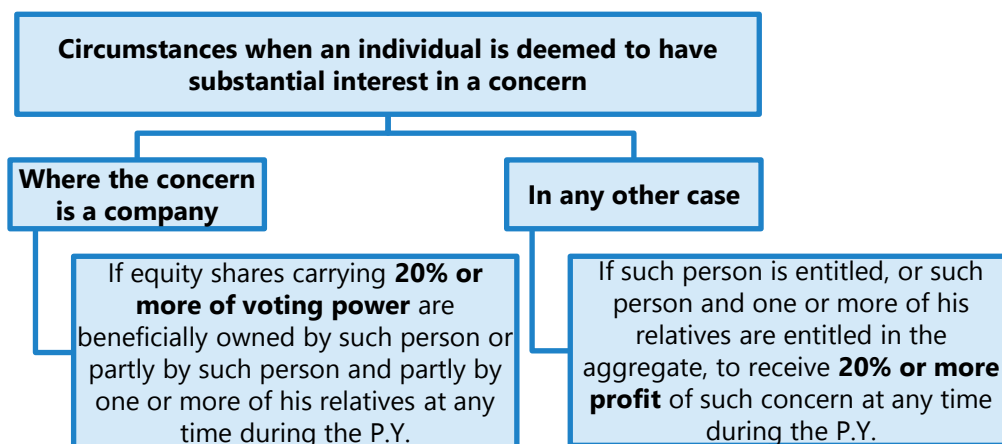 Circumstances when an individual is deemed to have
substantial interest in a concern
Where the concern
is a company
In any other case
If equity shares carrying 20% or
more of voting power are
beneficially owned by such person or
partly by such person and partly by
one or more of his relatives at any
time during the P.Y.
If such person is entitled, or such
person and one or more of his
relatives are entitled in the
aggregate, to receive 20% or more
profit of such concern at any time
during the P.Y.